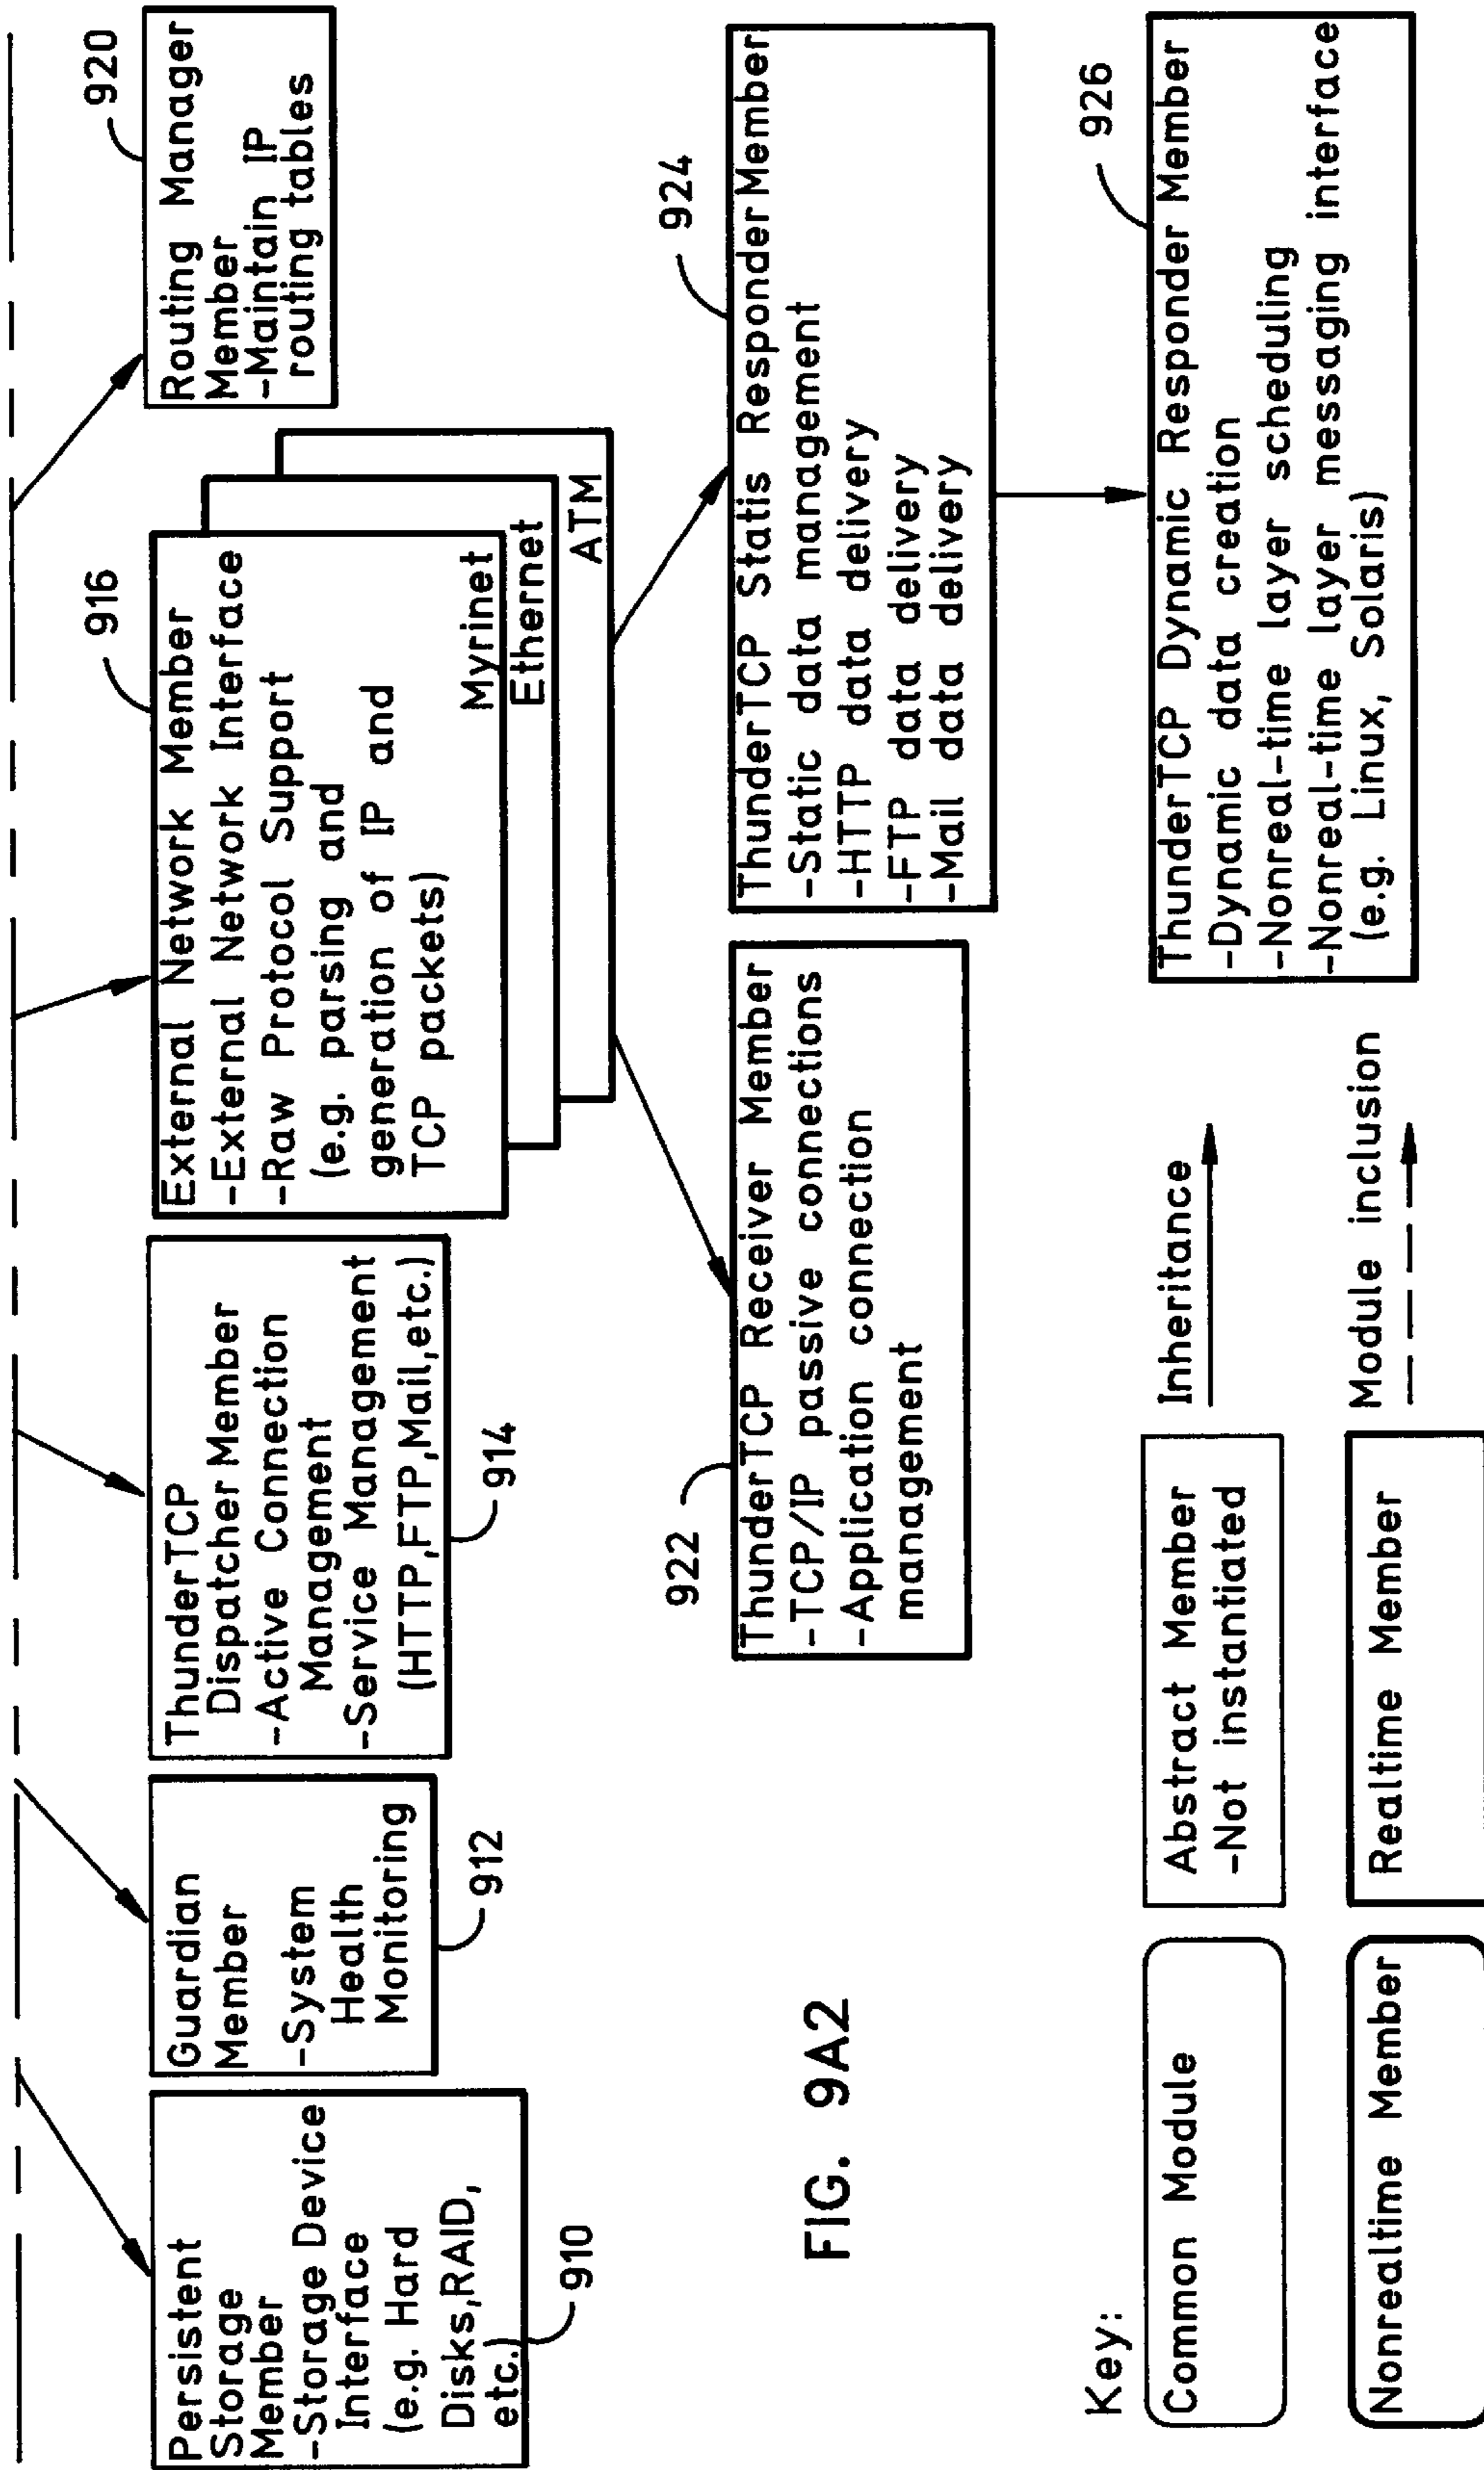 Persistent
Storage
Member
-Storage Device
Interface
(e.g. Hard
Disks,RAID,
etc.
910
Guardian
Member
-System
Health
Monitoring
912
ThunderTCP
Dispatcher Member
-Active Connection
Management
-Service Management
(HTTP,FTP,Mail,etc.)
914
External Network Member
-External Network Interface
-Raw Protocol Support
(e.g. parsing and
generation of IP and
TCP packets)
Myrinet
Ethernet
ATM
916
Routing Manager
Member
-Maintain IP
routing tables
920
ThunderTCP Receiver Member
-TCP/IP passive connections
-Application connection
management
922
ThunderTCP Statis Responder Member
-Static data management
-HTTP data delivery
-FTP data delivery
-Mail data delivery
924
ThunderTCP Dynamic Responder Member
-Dynamic data creation
-Nonreal-time layer scheduling
-Nonreal-time layer messaging interface
(e.g. Linux, Solaris)
926
FIG. 9A2
Key:
Common Module
Abstract Member
-Not instantiated
Inheritance
Nonrealtime Member
Realtime Member
Module inclusion